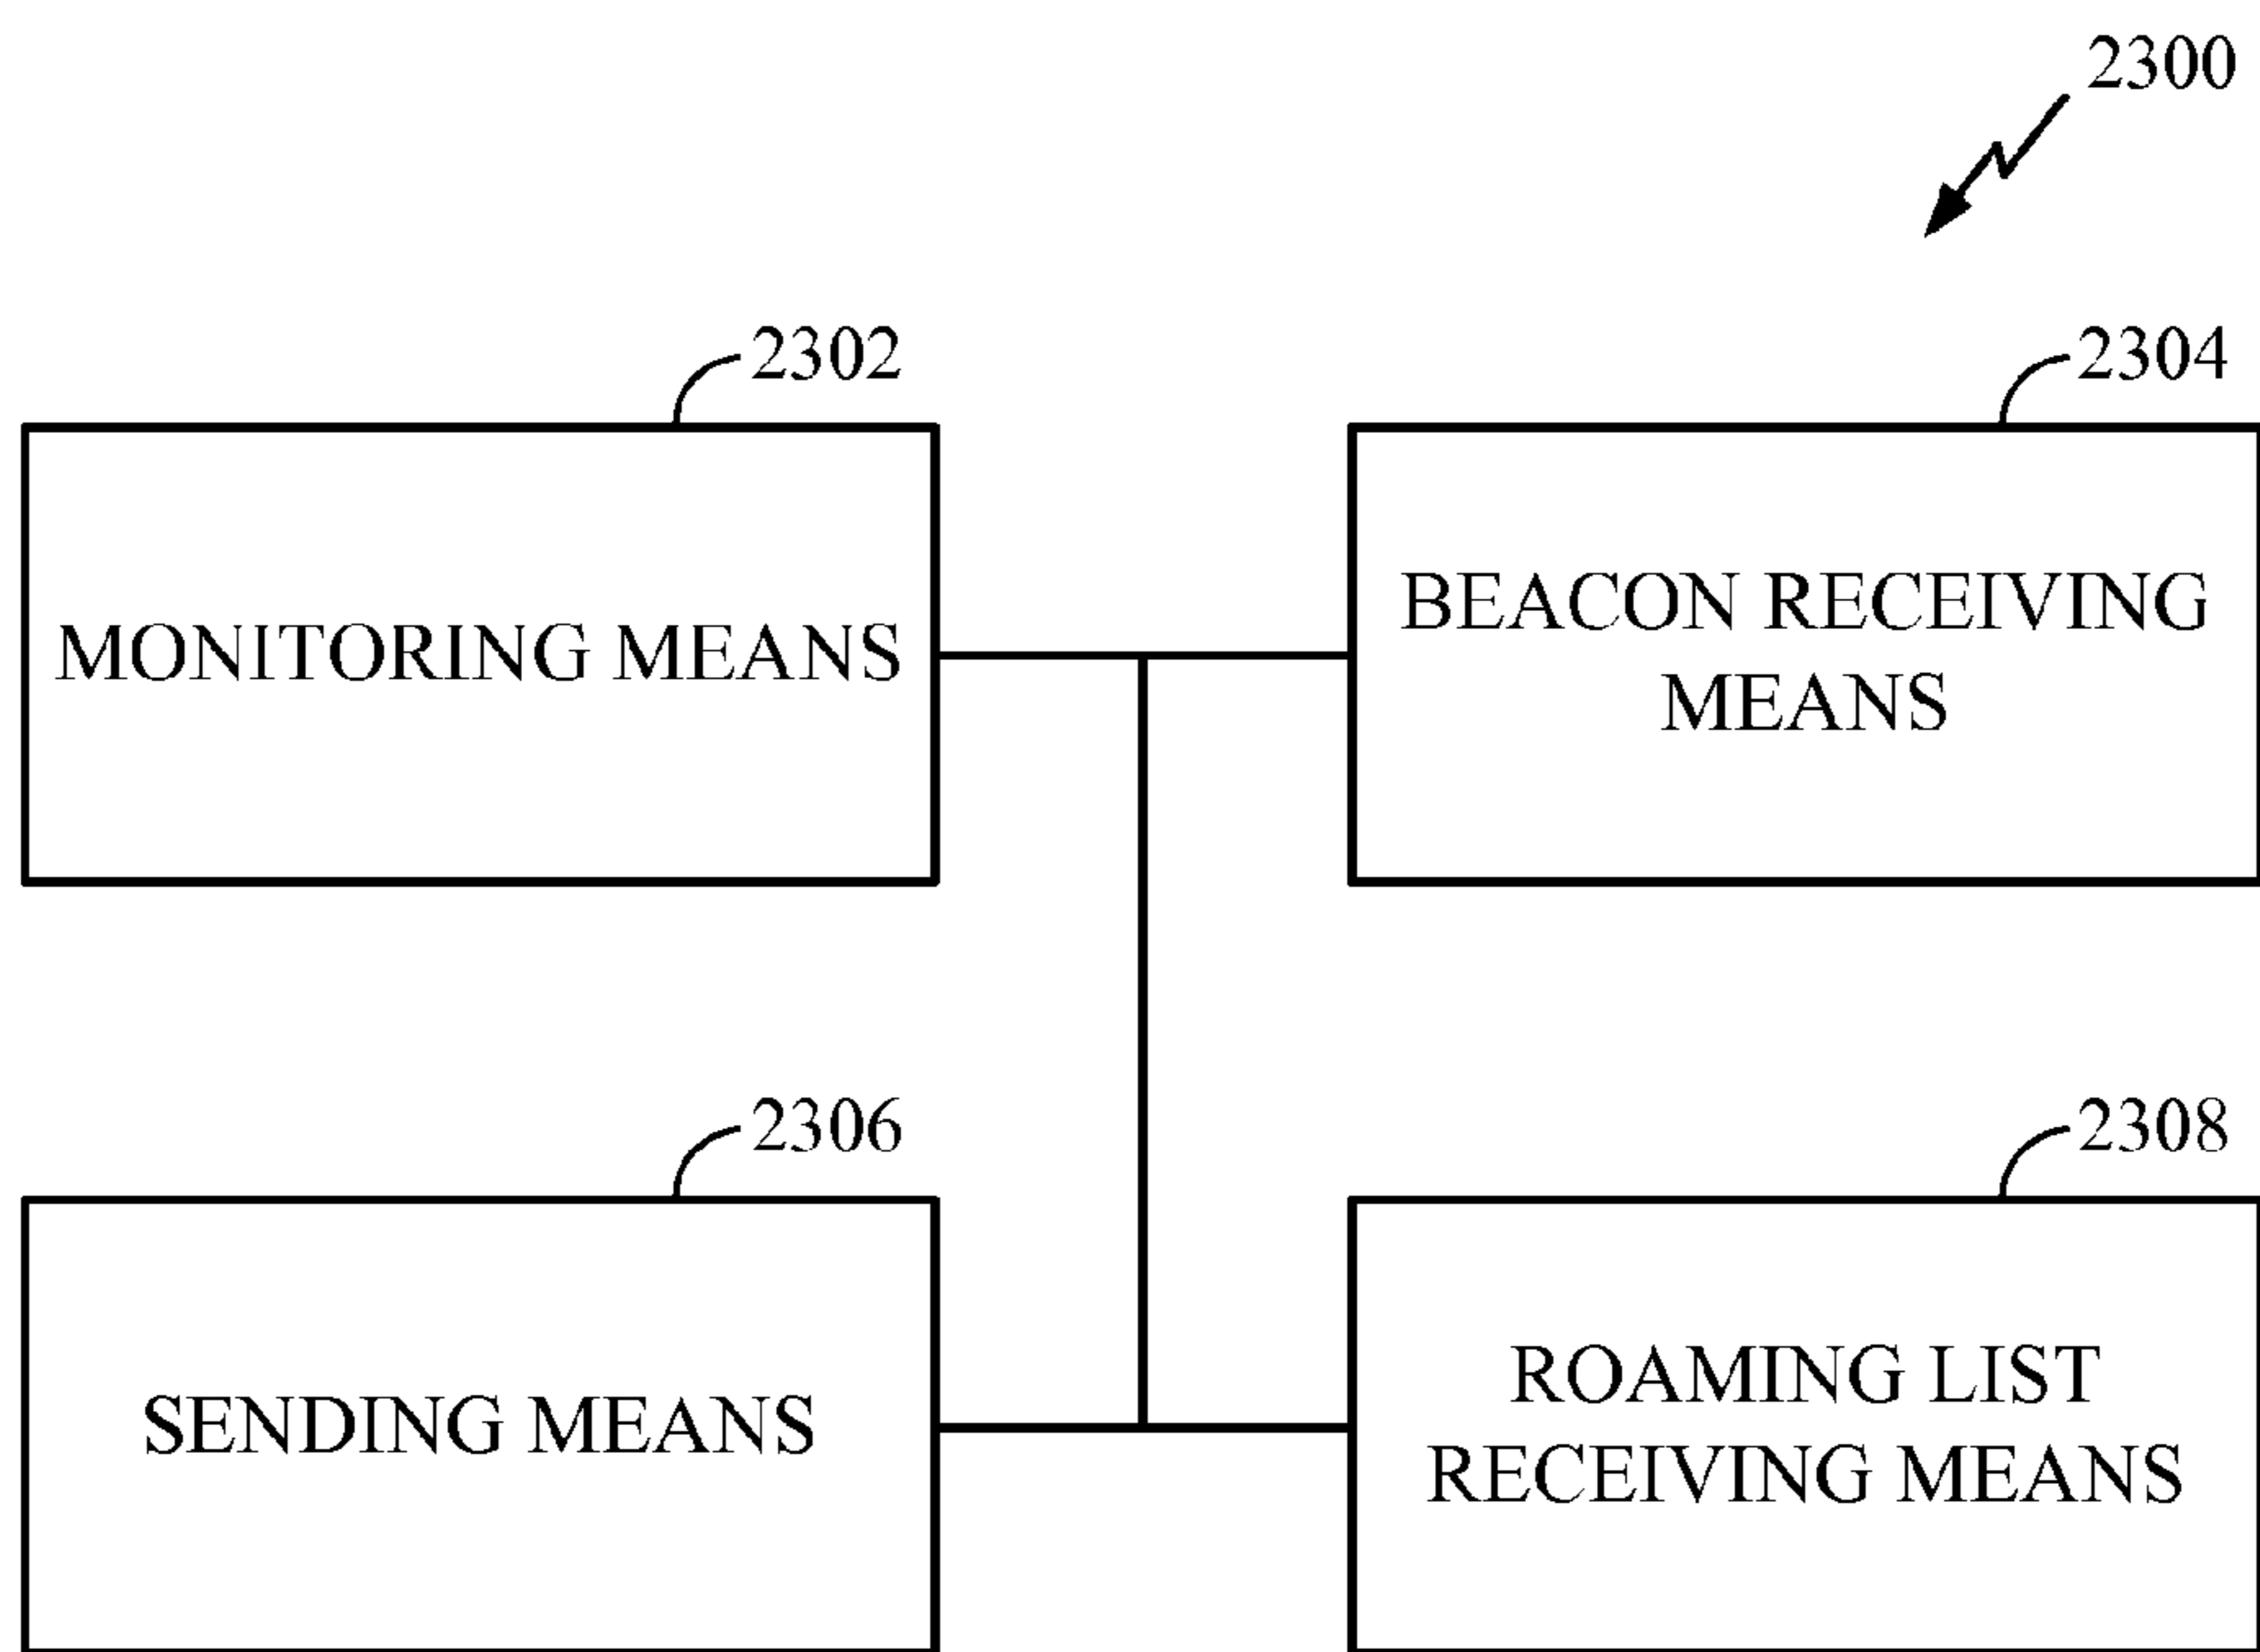 2300
2302
2304
MONITORING MEANS
BEACON RECEIVING
MEANS
2306
2308
SENDING MEANS
ROAMING LIST
RECEIVING MEANS